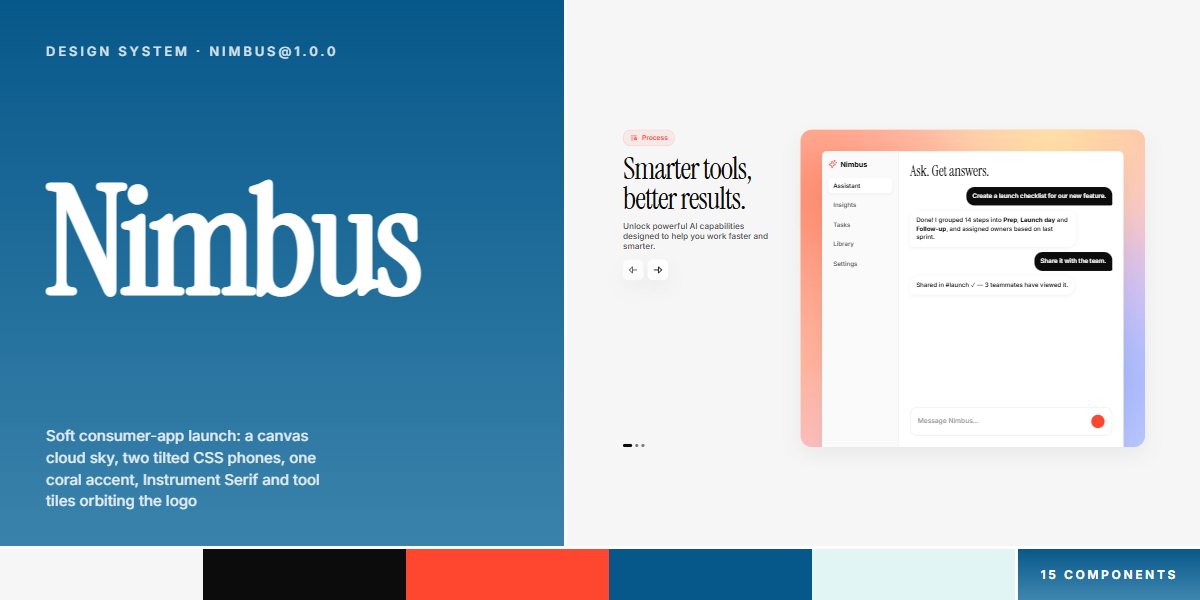 DESIGN SYSTEM · NIMBUS@1.0.0
Nimbus
Soft consumer-app launch: a canvas
cloud sky, two tilted CSS phones, one
coral accent, Instrument Serif and tool
tiles orbiting the logo
Process
Smarter tools,
better results.
Unlock powerful AI capabilities
designed to help you work faster and
smarter.
Nimbus
Assistant
Insights
Tasks
Library
Settings
Ask. Get answers.
Create a launch checklist for our new feature.
Done! I grouped 14 steps into Prep, Launch day and
Follow-up, and assigned owners based on last
sprint.
Share it with the team.
Shared in #launch ✓ — 3 teammates have viewed it.
Message Nimbus...
15 COMPONENTS